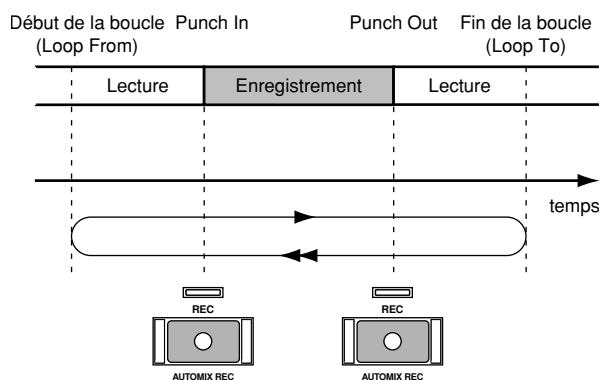 Début de la boucle
(Loop From)
Punch In
Punch Out
Fin de la boucle
(Loop To)
Lecture
Enregistrement
Lecture
temps
REC
REC
AUTOMIX REC
AUTOMIX REC